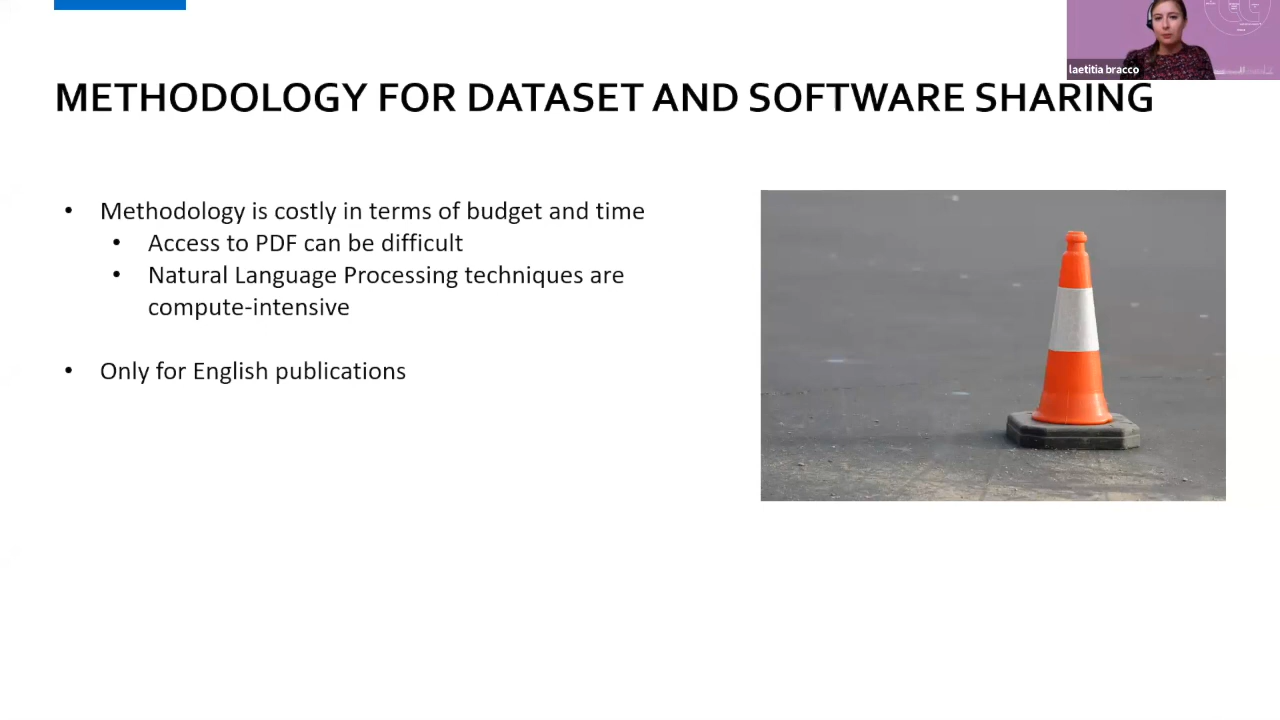 laetitia bracco
METHODOLOGY FOR DATASET AND SOFTWARE SHARING
• Methodology is costly in terms of budget and time
• Access to PDF can be difficult
• Natural Language Processing techniques are
compute-intensive
• Only for English publications